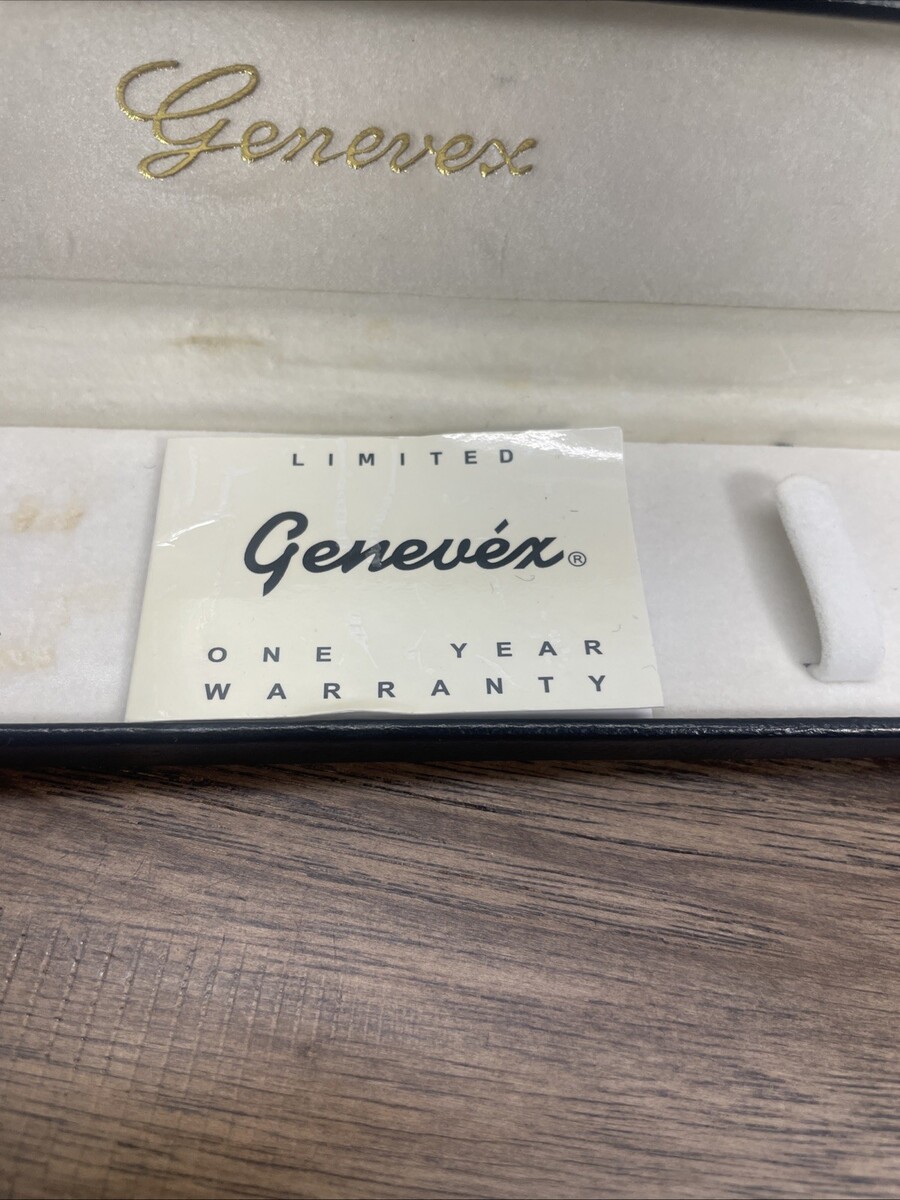 Genevex
LIMITED
Genevéx®
ONE YEAR
WARRANTY